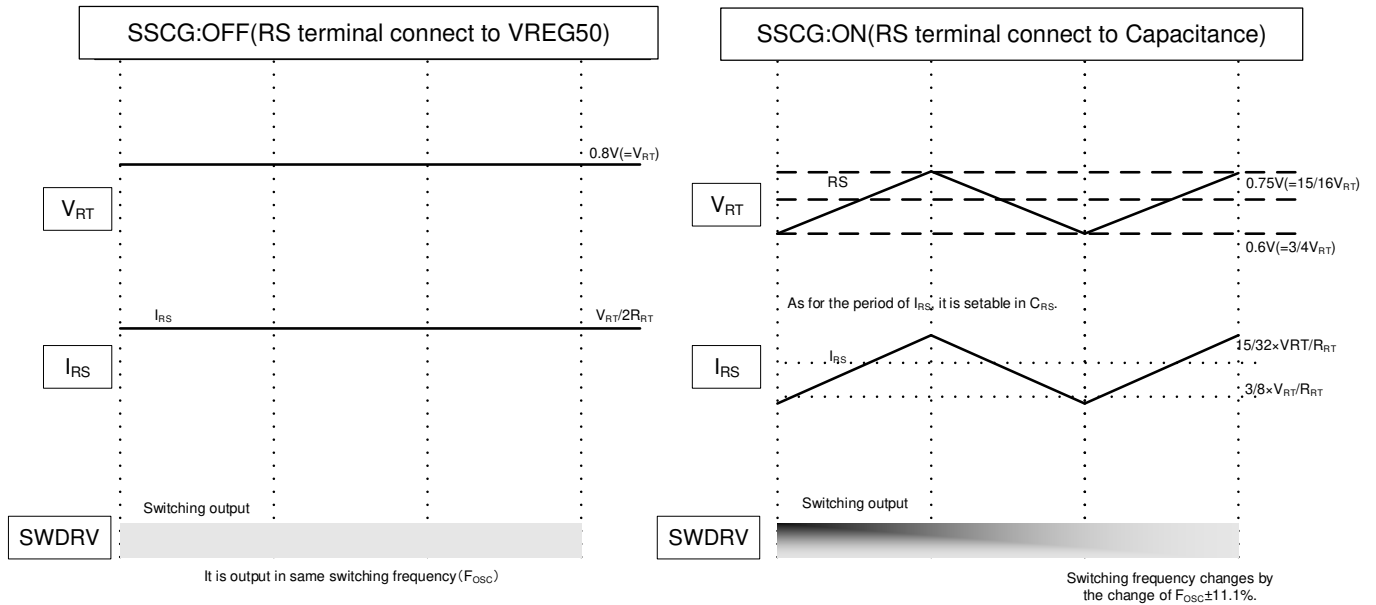 SSCG:OFF(RS terminal connect to VREG50)
0.8V(=VRT)
VRT
IRS
VRT/2RRT
IRS
Switching output
SWDRV
It is output in same switching frequency(FOSC)
SSCG:ON(RS terminal connect to Capacitance)
RS
0.75V(=15/16VRT)
VRT
0.6V(=3/4VRT)
As for the period of IRS, it is setable in CRS.
15/32×VRT/RRT
IRS
IRS
3/8×VRT/RRT
Switching output
SWDRV
Switching frequency changes by
the change of FOSC±11.1%.